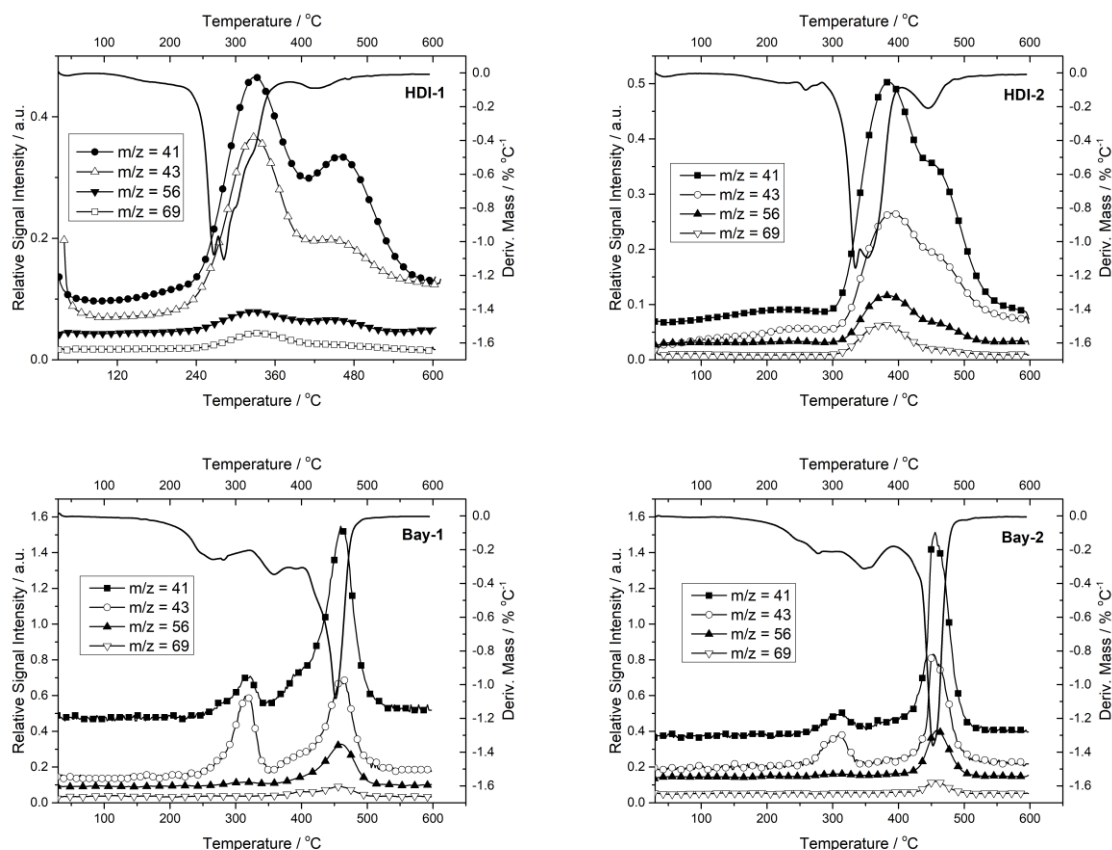 Temperature / °C
0 100 200 300 400 500 600
HDI-1
m/z = 41
m/z = 43
m/z = 56
m/z = 69
Relative Signal Intensity / a.u.
0.4
0.2
0.0
Deriv. Mass / % °C⁻¹
0.0
-0.2
-0.4
-0.6
-0.8
-1.0
-1.2
-1.4
-1.6
120 240 360 480 600
Temperature / °C
Temperature / °C
0 100 200 300 400 500 600
HDI-2
m/z = 41
m/z = 43
m/z = 56
m/z = 69
Relative Signal Intensity / a.u.
0.5
0.4
0.3
0.2
0.1
0.0
Deriv. Mass / % °C⁻¹
0.0
-0.2
-0.4
-0.6
-0.8
-1.0
-1.2
-1.4
-1.6
100 200 300 400 500 600
Temperature / °C
Temperature / °C
0 100 200 300 400 500 600
Bay-1
m/z = 41
m/z = 43
m/z = 56
m/z = 69
Relative Signal Intensity / a.u.
1.6
1.4
1.2
1.0
0.8
0.6
0.4
0.2
0.0
Deriv. Mass / % °C⁻¹
0.0
-0.2
-0.4
-0.6
-0.8
-1.0
-1.2
-1.4
-1.6
100 200 300 400 500 600
Temperature / °C
Temperature / °C
0 100 200 300 400 500 600
Bay-2
m/z = 41
m/z = 43
m/z = 56
m/z = 69
Relative Signal Intensity / a.u.
1.6
1.4
1.2
1.0
0.8
0.6
0.4
0.2
0.0
Deriv. Mass / % °C⁻¹
0.0
-0.2
-0.4
-0.6
-0.8
-1.0
-1.2
-1.4
-1.6
100 200 300 400 500 600
Temperature / °C